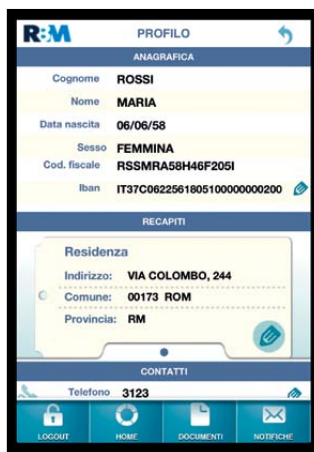 RBM PROFILO
ANAGRAFICA
Cognome ROSSI
Nome MARIA
Data nascita 06/06/58
Sesso FEMMINA
Cod. fiscale RSSMRA58H46F205I
Iban IT37C0622561805100000000200
RECAPITI
Residenza
Indirizzo: VIA COLOMBO, 244
Comune: 00173 ROM
Provincia: RM
CONTATTI
Telefono 3123
LOGOUT HOME DOCUMENTI NOTIFICHE